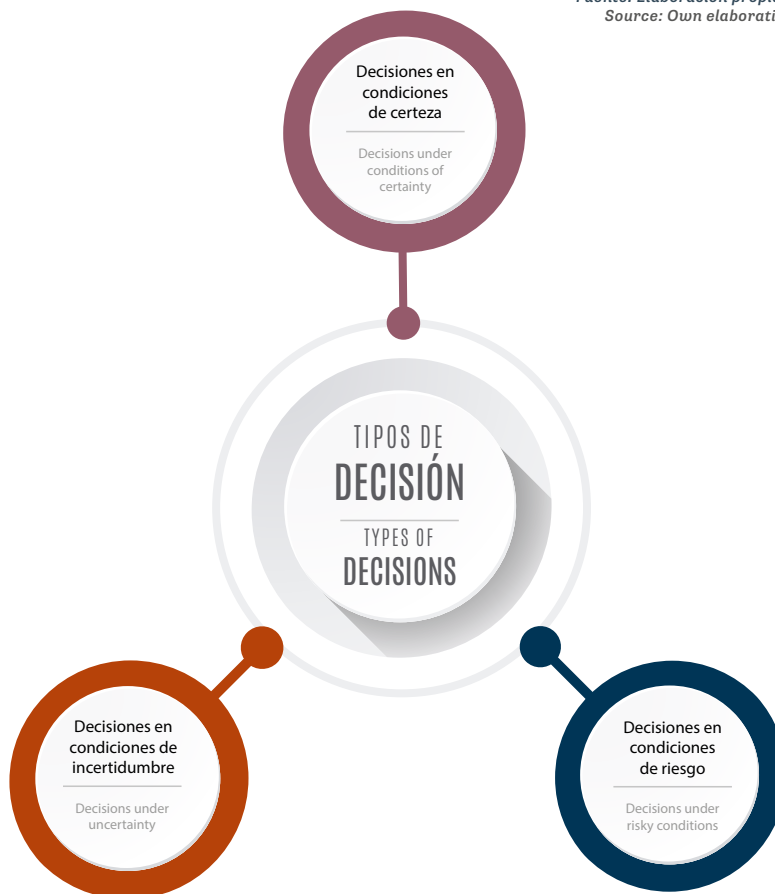 Source: Own elaborati
Decisiones en
condiciones
de certeza
Decisions under
conditions of
certainty
TIPOS DE
DECISIÓN
TYPES OF
DECISIONS
Decisiones en
condiciones de
incertidumbre
Decisions under
uncertainty
Decisiones en
condiciones
de riesgo
Decisions under
risky conditions